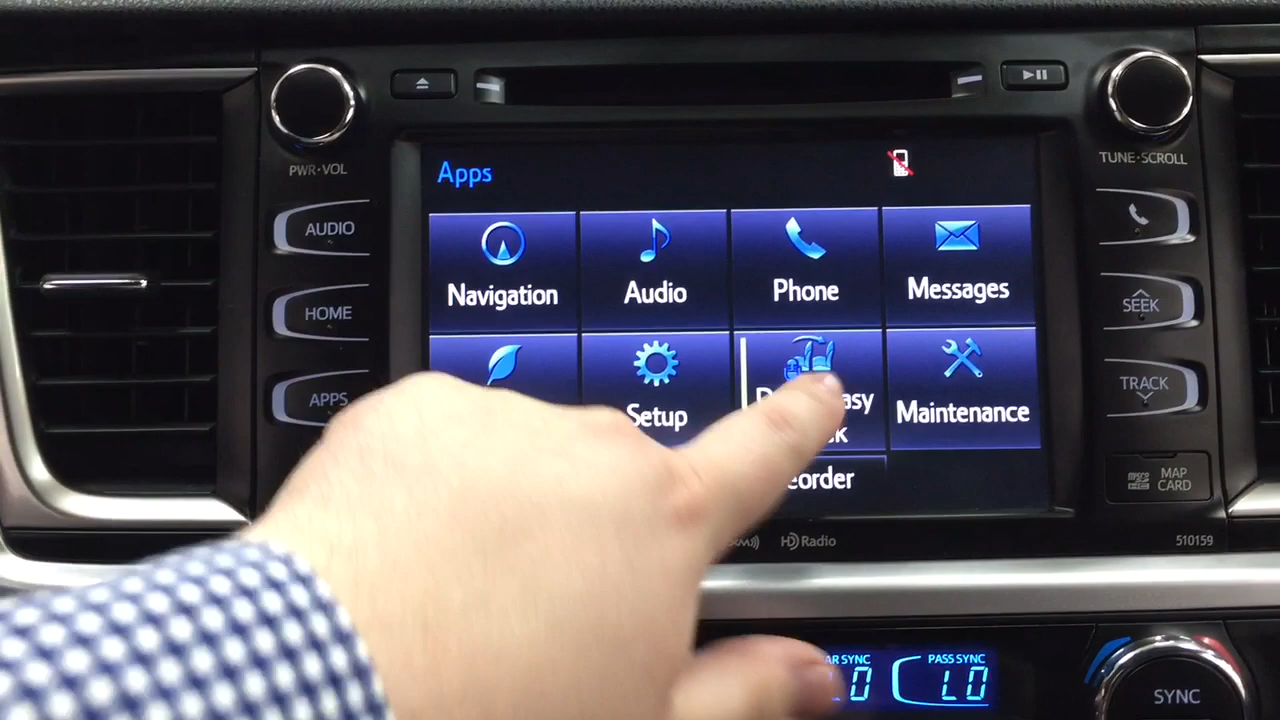 PWR•VOL
TUNE•SCROLL
Apps
AUDIO
Navigation
Audio
Phone
Messages
HOME
SEEK
APPS
Setup
Maintenance
TRACK
MAP
CARD
HD Radio
510159
PASS SYNC
LO
SYNC